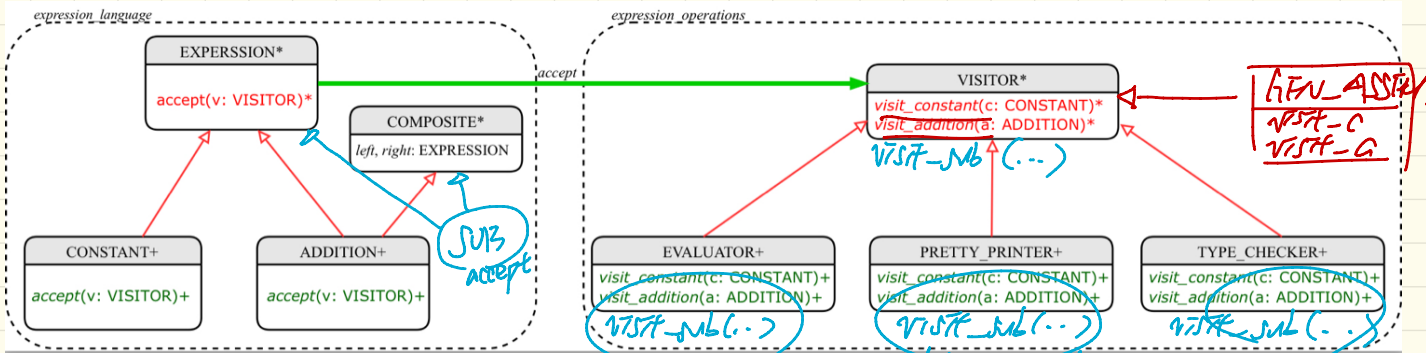 expression_language
expression_operations
EXPERSSION*
accept(v: VISITOR)*
accept
VISITOR*
visit_constant(c: CONSTANT)*
visit_addition(a: ADDITION)*
visit_sub (...)
GEN_ASSEM
visit_c
visit_a
COMPOSITE*
left, right: EXPRESSION
SUB
accept
CONSTANT+
accept(v: VISITOR)+
ADDITION+
accept(v: VISITOR)+
EVALUATOR+
visit_constant(c: CONSTANT)+
visit_addition(a: ADDITION)+
visit_sub(..)
PRETTY_PRINTER+
visit_constant(c: CONSTANT)+
visit_addition(a: ADDITION)+
visit_sub(..)
TYPE_CHECKER+
visit_constant(c: CONSTANT)+
visit_addition(a: ADDITION)+
visit_sub(...)